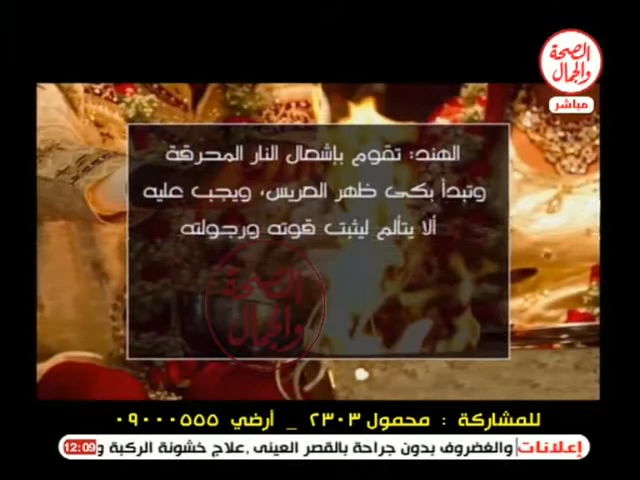 الصحة
والجمال
مباشر
الهند: تقوم بإشعال النار المحرقة
وتبدأ بكى ظهر العريس، ويجب عليه
ألا يتألم ليثبت قوته ورجولته
الصحة
والجمال
للمشاركة : محمول ٢٣٠٣ _ أرضي ٠٩٠٠٠٥٥٥
إعلانات والغضروف بدون جراحة بالقصر العينى ,علاج خشونة الركبة و 12:09